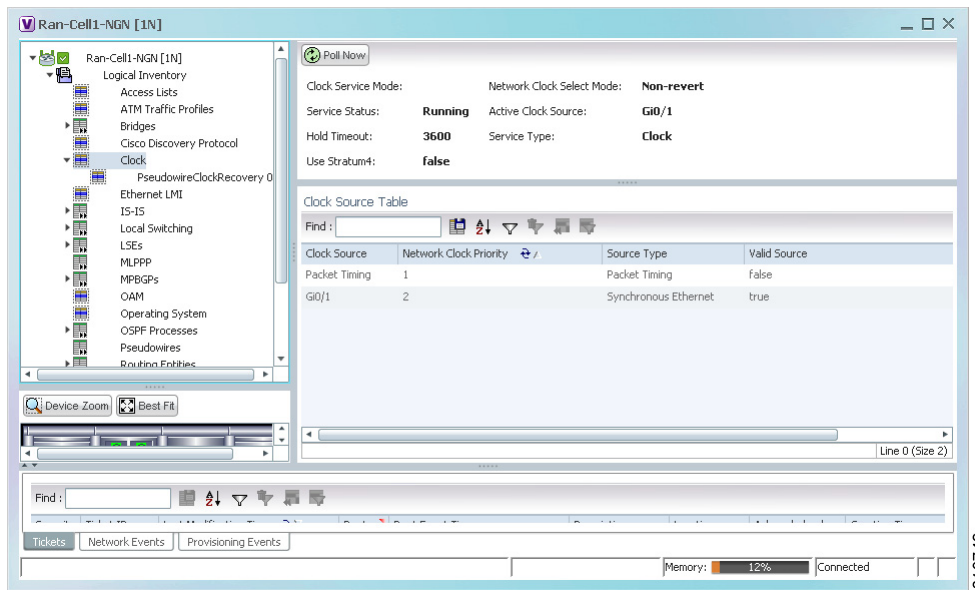 Ran-Cell1-NGN [1N]
Ran-Cell1-NGN [1N]
Logical Inventory
Access Lists
ATM Traffic Profiles
Bridges
Cisco Discovery Protocol
Clock
PseudowireClockRecovery 0
Ethernet LMI
IS-IS
Local Switching
LSEs
MLPPP
MPBGPs
OAM
Operating System
OSPF Processes
Pseudowires
Routing Entities
Device Zoom Best Fit
Poll Now
Clock Service Mode: Network Clock Select Mode: Non-revert
Service Status: Running Active Clock Source: Gi0/1
Hold Timeout: 3600 Service Type: Clock
Use Stratum4: false
Clock Source Table
Find :
Clock Source Network Clock Priority Source Type Valid Source
Packet Timing 1 Packet Timing false
Gi0/1 2 Synchronous Ethernet true
Line 0 (Size 2)
Find :
Tickets Network Events Provisioning Events
Memory: 12% Connected